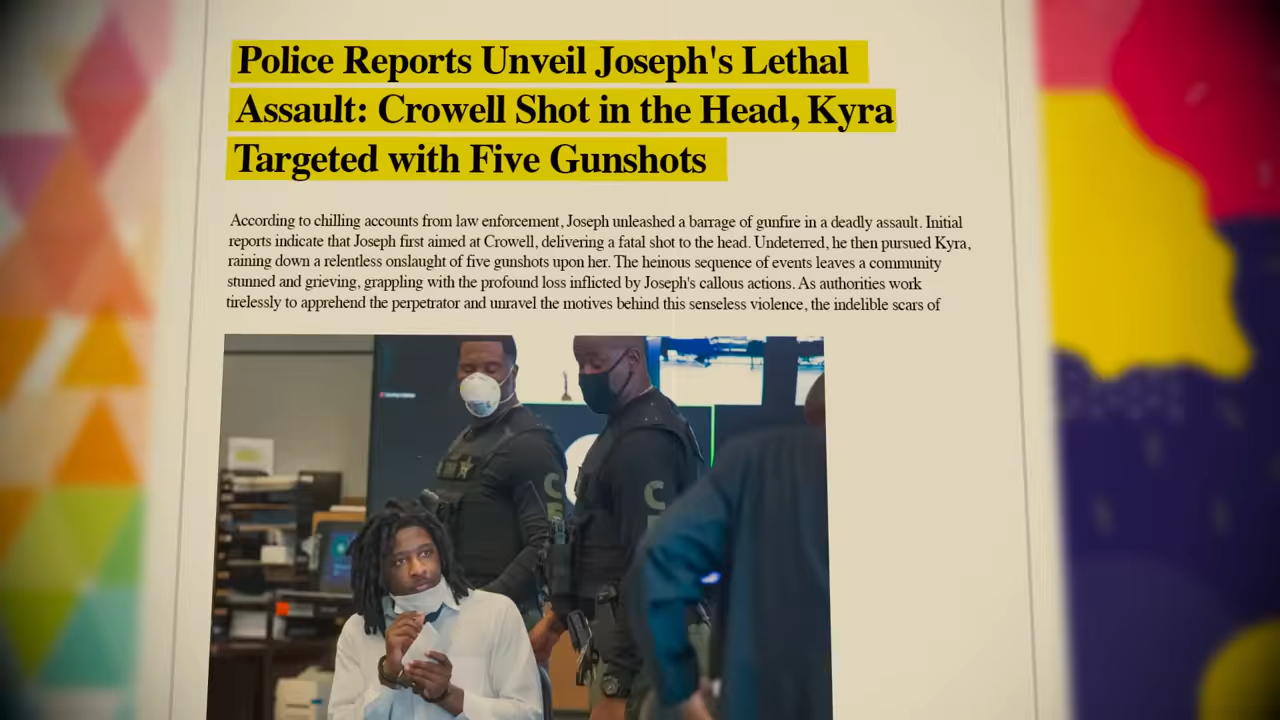 Police Reports Unveil Joseph's Lethal
Assault: Crowell Shot in the Head, Kyra
Targeted with Five Gunshots
According to chilling accounts from law enforcement, Joseph unleashed a barrage of gunfire in a deadly assault. Initial
reports indicate that Joseph first aimed at Crowell, delivering a fatal shot to the head. Undeterred, he then pursued Kyra,
raining down a relentless onslaught of five gunshots upon her. The heinous sequence of events leaves a community
stunned and grieving, grappling with the profound loss inflicted by Joseph's callous actions. As authorities work
tirelessly to apprehend the perpetrator and unravel the motives behind this senseless violence, the indelible scars of